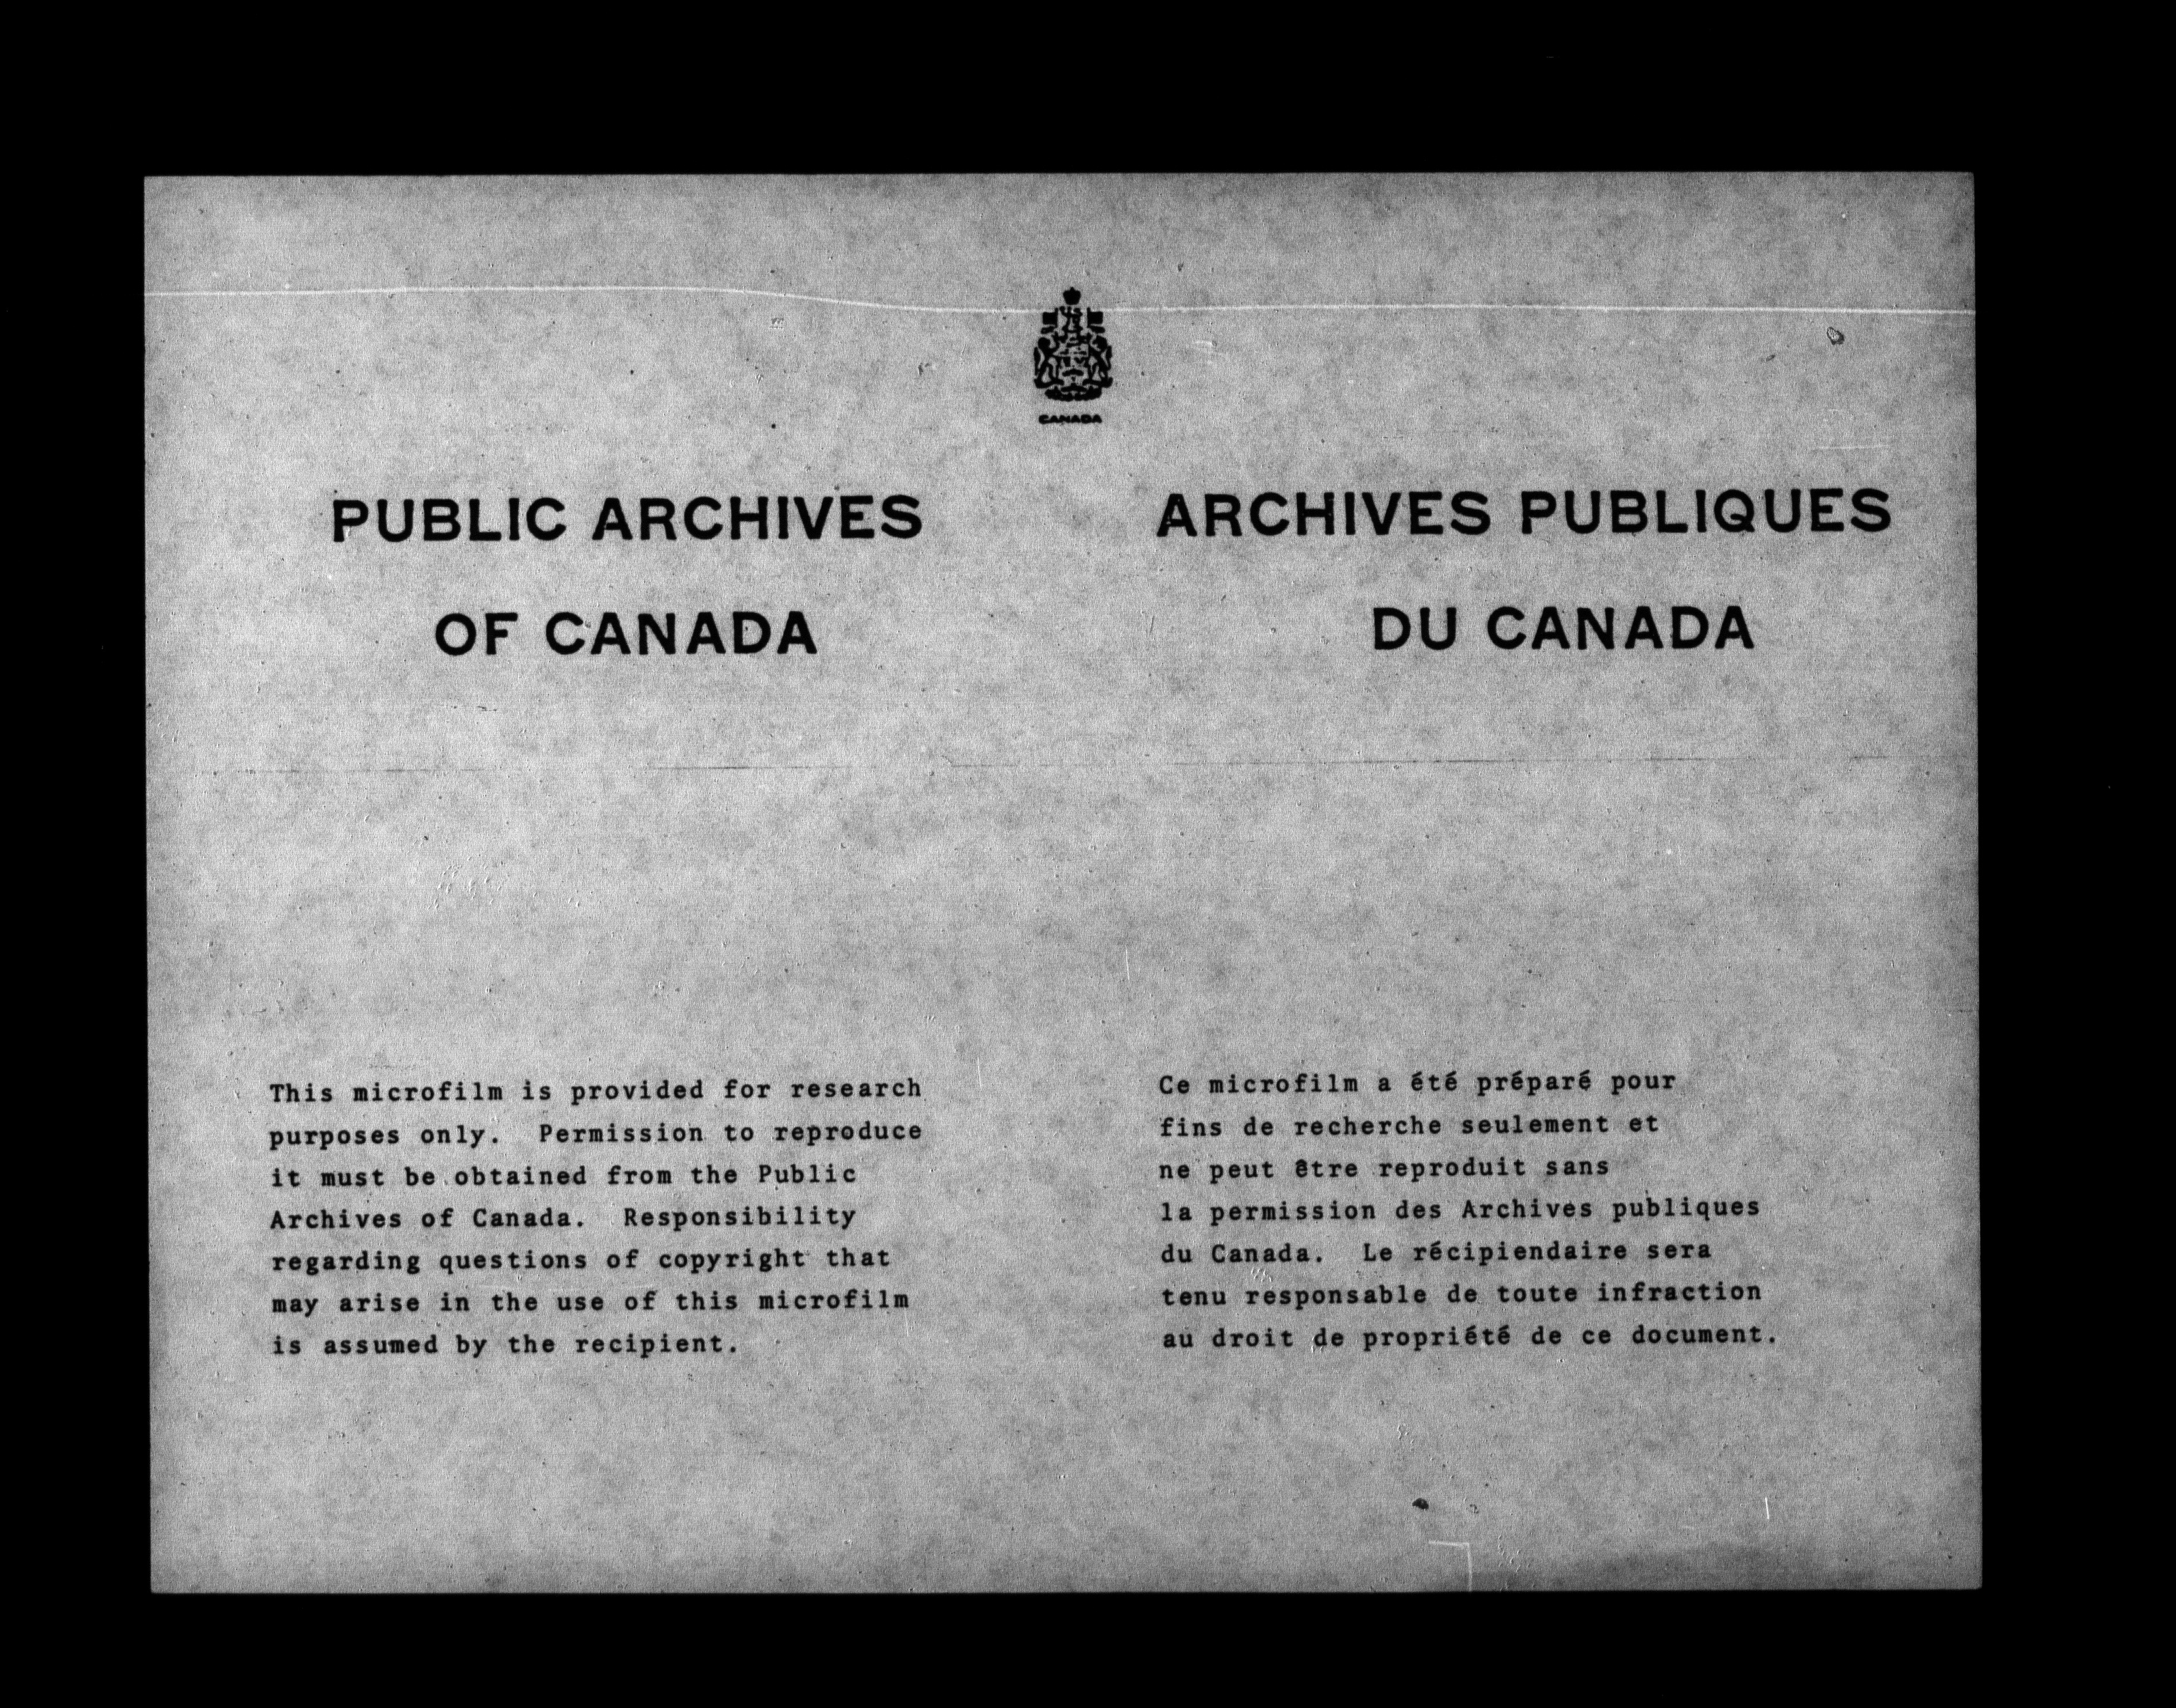 CANADA
PUBLIC ARCHIVES
OF CANADA
ARCHIVES PUBLIQUES
DU CANADA
This microfilm is provided for research
purposes only.  Permission to reproduce
it must be obtained from the Public
Archives of Canada.  Responsibility
regarding questions of copyright that
may arise in the use of this microfilm
is assumed by the recipient.
Ce microfilm a été préparé pour
fins de recherche seulement et
ne peut être reproduit sans
la permission des Archives publiques
du Canada.  Le récipiendaire sera
tenu responsable de toute infraction
au droit de propriété de ce document.